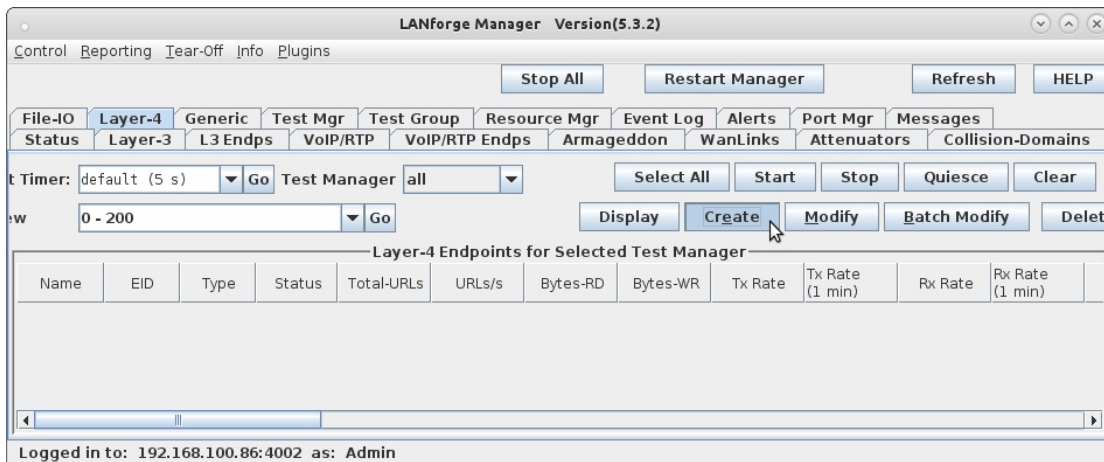 LANforge Manager   Version(5.3.2)
Control Reporting Tear-Off Info Plugins
Stop All Restart Manager Refresh HELP
File-IO Layer-4 Generic Test Mgr Test Group Resource Mgr Event Log Alerts Port Mgr Messages
Status Layer-3 L3 Endps VoIP/RTP VoIP/RTP Endps Armageddon WanLinks Attenuators Collision-Domains
t Timer: default (5 s) Go Test Manager all Select All Start Stop Quiesce Clear
ew 0 - 200 Go Display Create Modify Batch Modify Delet
Layer-4 Endpoints for Selected Test Manager
Name EID Type Status Total-URLs URLs/s Bytes-RD Bytes-WR Tx Rate Tx Rate (1 min) Rx Rate Rx Rate (1 min)
Logged in to: 192.168.100.86:4002 as: Admin